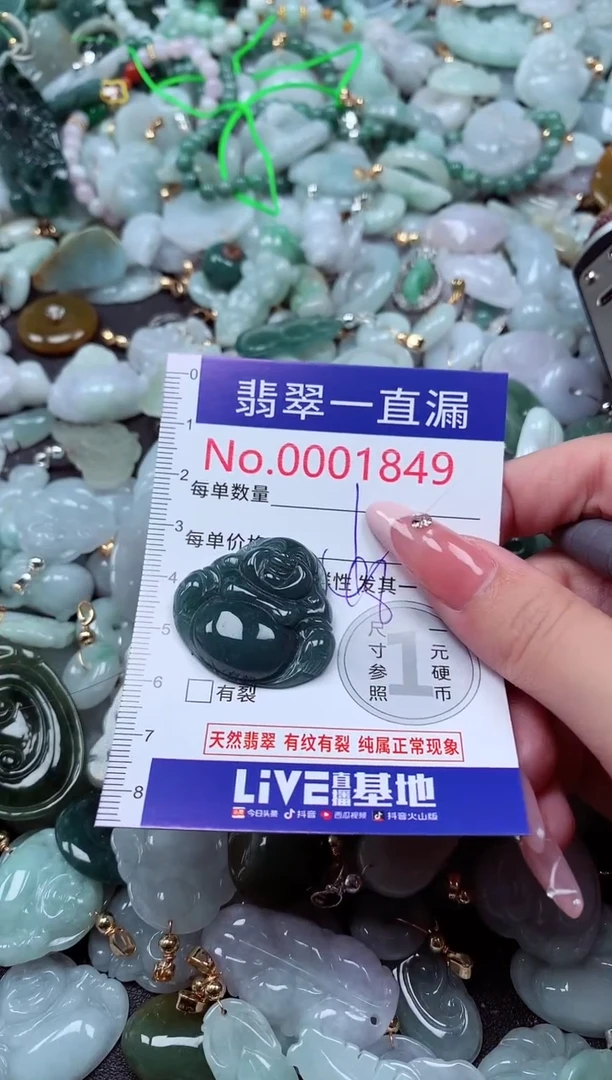 翡翠一直漏
No.0001849
每单数量
每单价格
样性发其一
尺寸参照
1
一元硬币
有裂
天然翡翠 有纹有裂 纯属正常现象
LiVE直播基地
今日头条 抖音 西瓜视频 抖音火山版
0
1
2
3
4
5
6
7
8